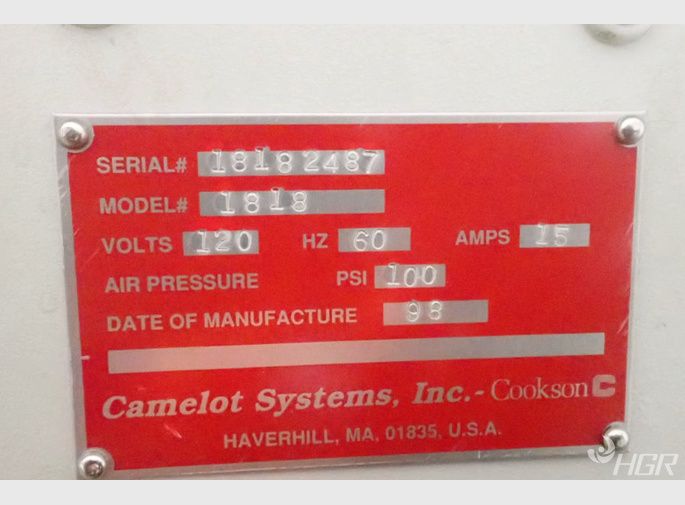 SERIAL# 18182487
MODEL# 1818
VOLTS 120 HZ 60 AMPS 15
AIR PRESSURE PSI 100
DATE OF MANUFACTURE 98
Camelot Systems, Inc.- Cookson C
HAVERHILL, MA, 01835, U.S.A.
HGR